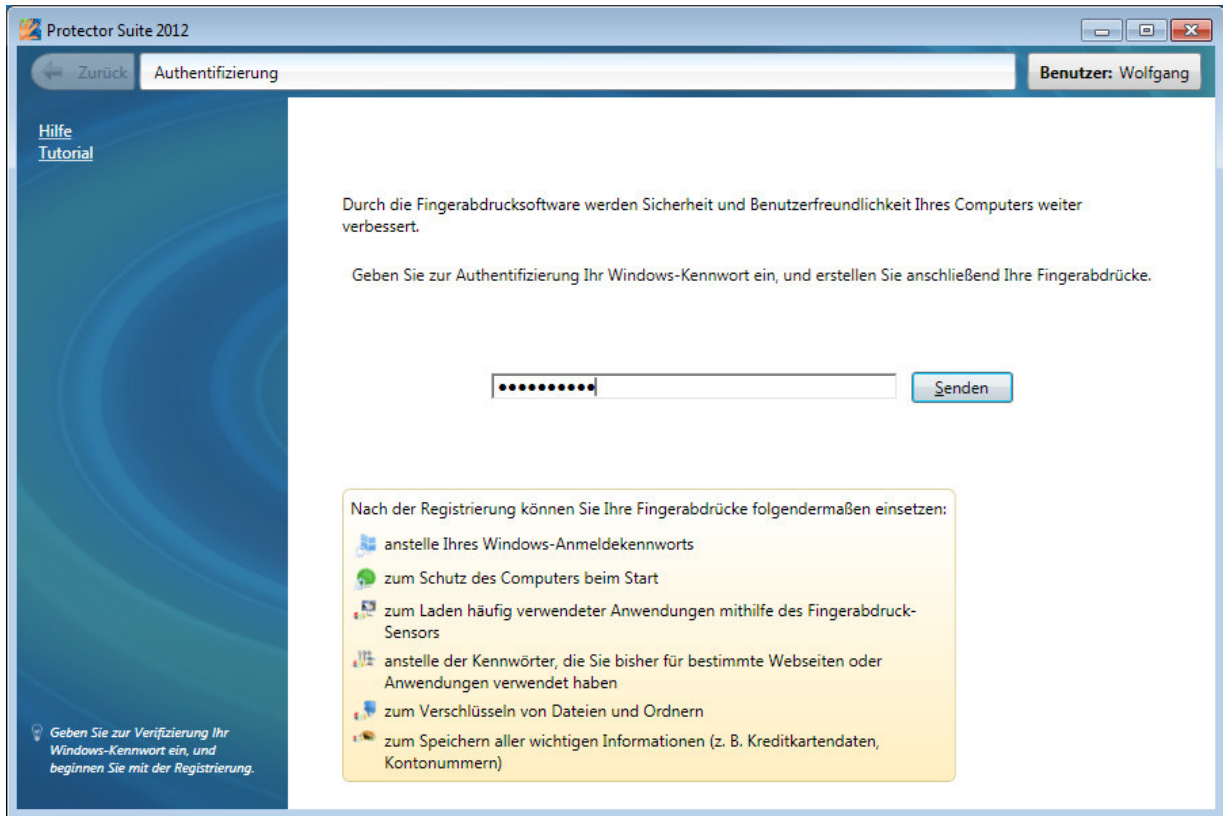 Protector Suite 2012
Zurück
Authentifizierung
Benutzer: Wolfgang
Hilfe
Tutorial
Durch die Fingerabdrucksoftware werden Sicherheit und Benutzerfreundlichkeit Ihres Computers weiter
verbessert.
Geben Sie zur Authentifizierung Ihr Windows-Kennwort ein, und erstellen Sie anschließend Ihre Fingerabdrücke.
••••••••••
Senden
Nach der Registrierung können Sie Ihre Fingerabdrücke folgendermaßen einsetzen:
anstelle Ihres Windows-Anmeldekennworts
zum Schutz des Computers beim Start
zum Laden häufig verwendeter Anwendungen mithilfe des Fingerabdruck-
Sensors
anstelle der Kennwörter, die Sie bisher für bestimmte Webseiten oder
Anwendungen verwendet haben
zum Verschlüsseln von Dateien und Ordnern
zum Speichern aller wichtigen Informationen (z. B. Kreditkartendaten,
Kontonummern)
Geben Sie zur Verifizierung Ihr
Windows-Kennwort ein, und
beginnen Sie mit der Registrierung.